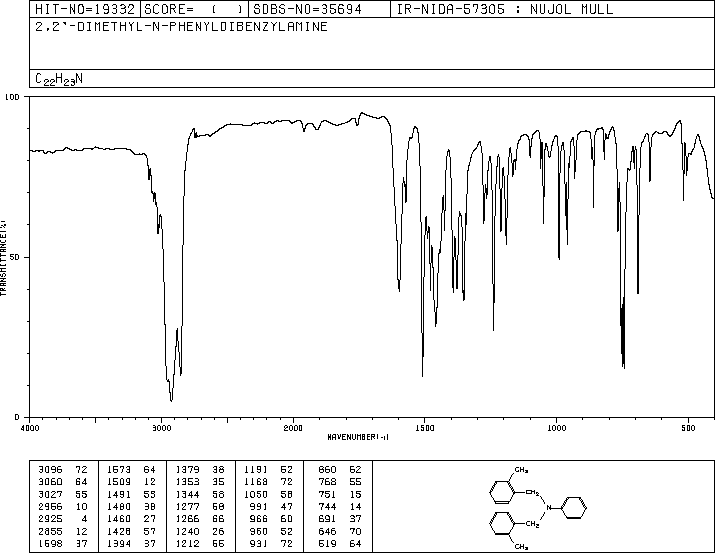 HIT-NO=19332 SCORE= ( ) SDBS-NO=35694 IR-NIDA-57305 : NUJOL MULL
2,2'-DIMETHYL-N-PHENYLDIBENZYLAMINE
C22H23N
100
50
0
TRANSMITTANCE(%)
4000 3000 2000 1500 1000 500
WAVENUMBER(-1)
3096 72 1573 64 1379 38 1191 52 860 62
3060 64 1509 12 1353 35 1168 72 768 55
3027 55 1491 55 1344 58 1050 58 751 15
2956 10 1480 38 1277 58 991 47 744 14
2925 4 1460 27 1266 66 966 60 691 37
2855 12 1428 57 1240 26 960 52 646 70
1598 37 1394 37 1212 55 931 72 519 64
CH3
CH2
N
CH2
CH3